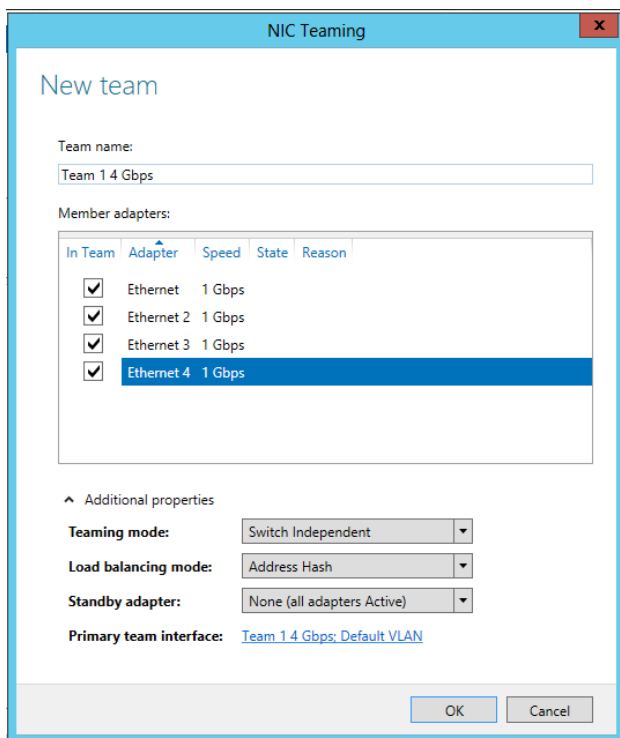 NIC Teaming
x
New team
Team name:
Team 1 4 Gbps
Member adapters:
In Team Adapter Speed State Reason
Ethernet 1 Gbps
Ethernet 2 1 Gbps
Ethernet 3 1 Gbps
Ethernet 4 1 Gbps
Additional properties
Teaming mode: Switch Independent
Load balancing mode: Address Hash
Standby adapter: None (all adapters Active)
Primary team interface: Team 1 4 Gbps; Default VLAN
OK Cancel